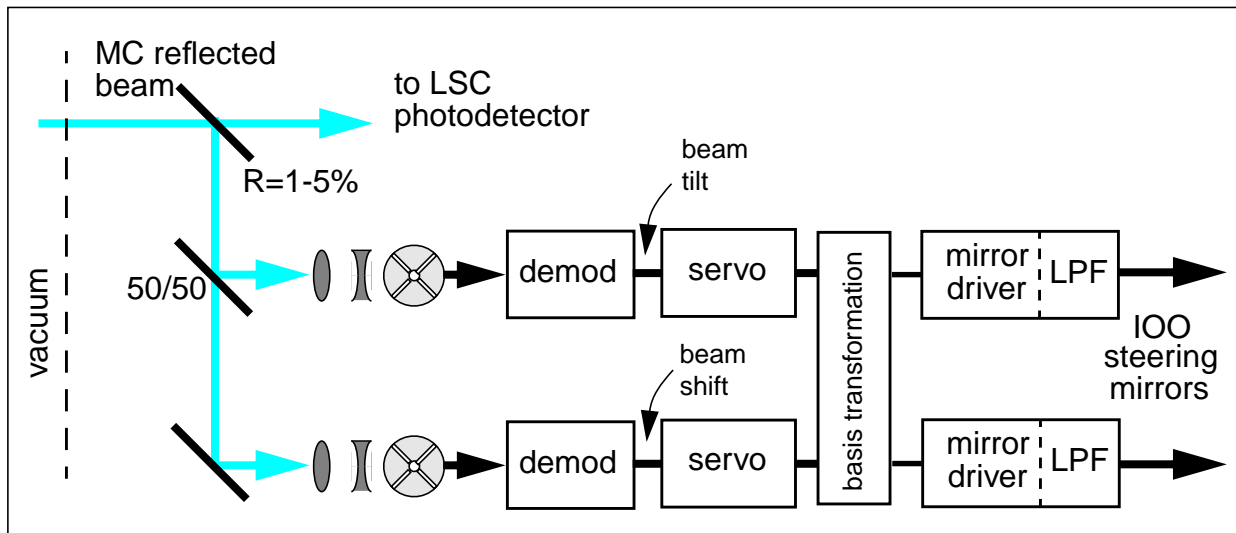 MC reflected
beam
to LSC
photodetector
R=1-5%
beam
tilt
50/50
demod
servo
basis transformation
mirror
driver
LPF
vacuum
IOO
steering
mirrors
beam
shift
demod
servo
mirror
driver
LPF